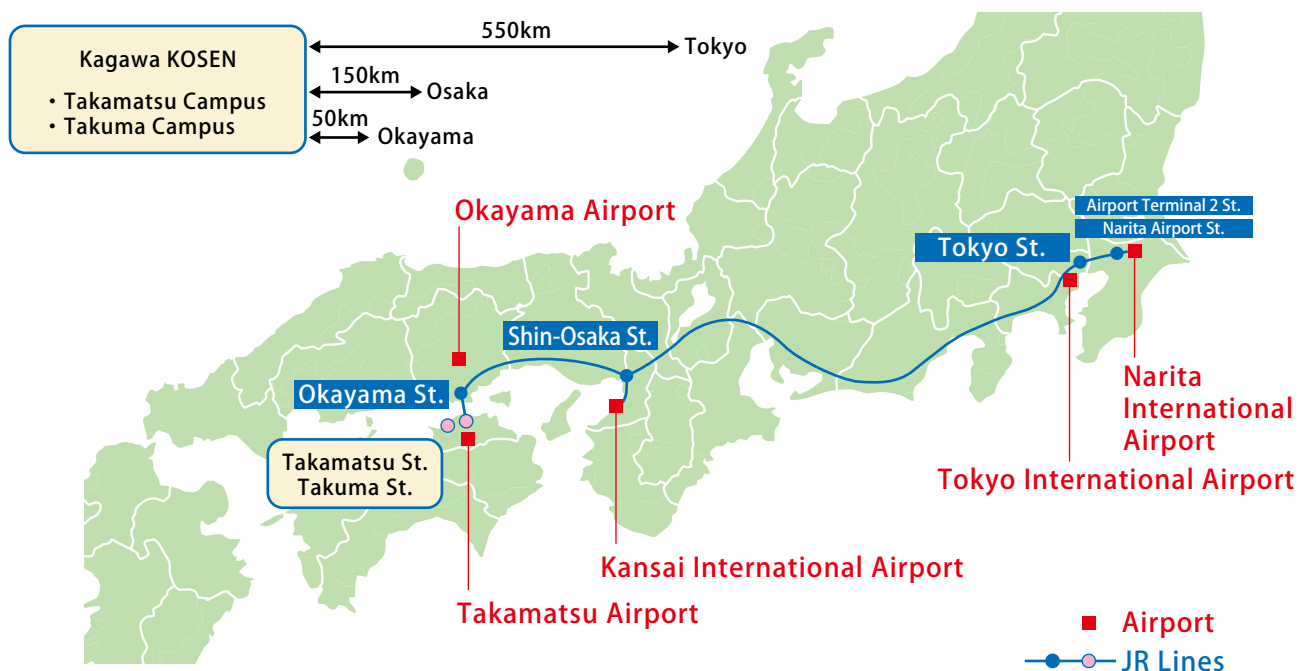 Kagawa KOSEN
・Takamatsu Campus
・Takuma Campus
550km
Tokyo
150km
Osaka
50km
Okayama
Okayama Airport
Airport Terminal 2 St.
Narita Airport St.
Tokyo St.
Shin-Osaka St.
Okayama St.
Takamatsu St.
Takuma St.
Narita
International
Airport
Tokyo International Airport
Kansai International Airport
Takamatsu Airport
Airport
JR Lines